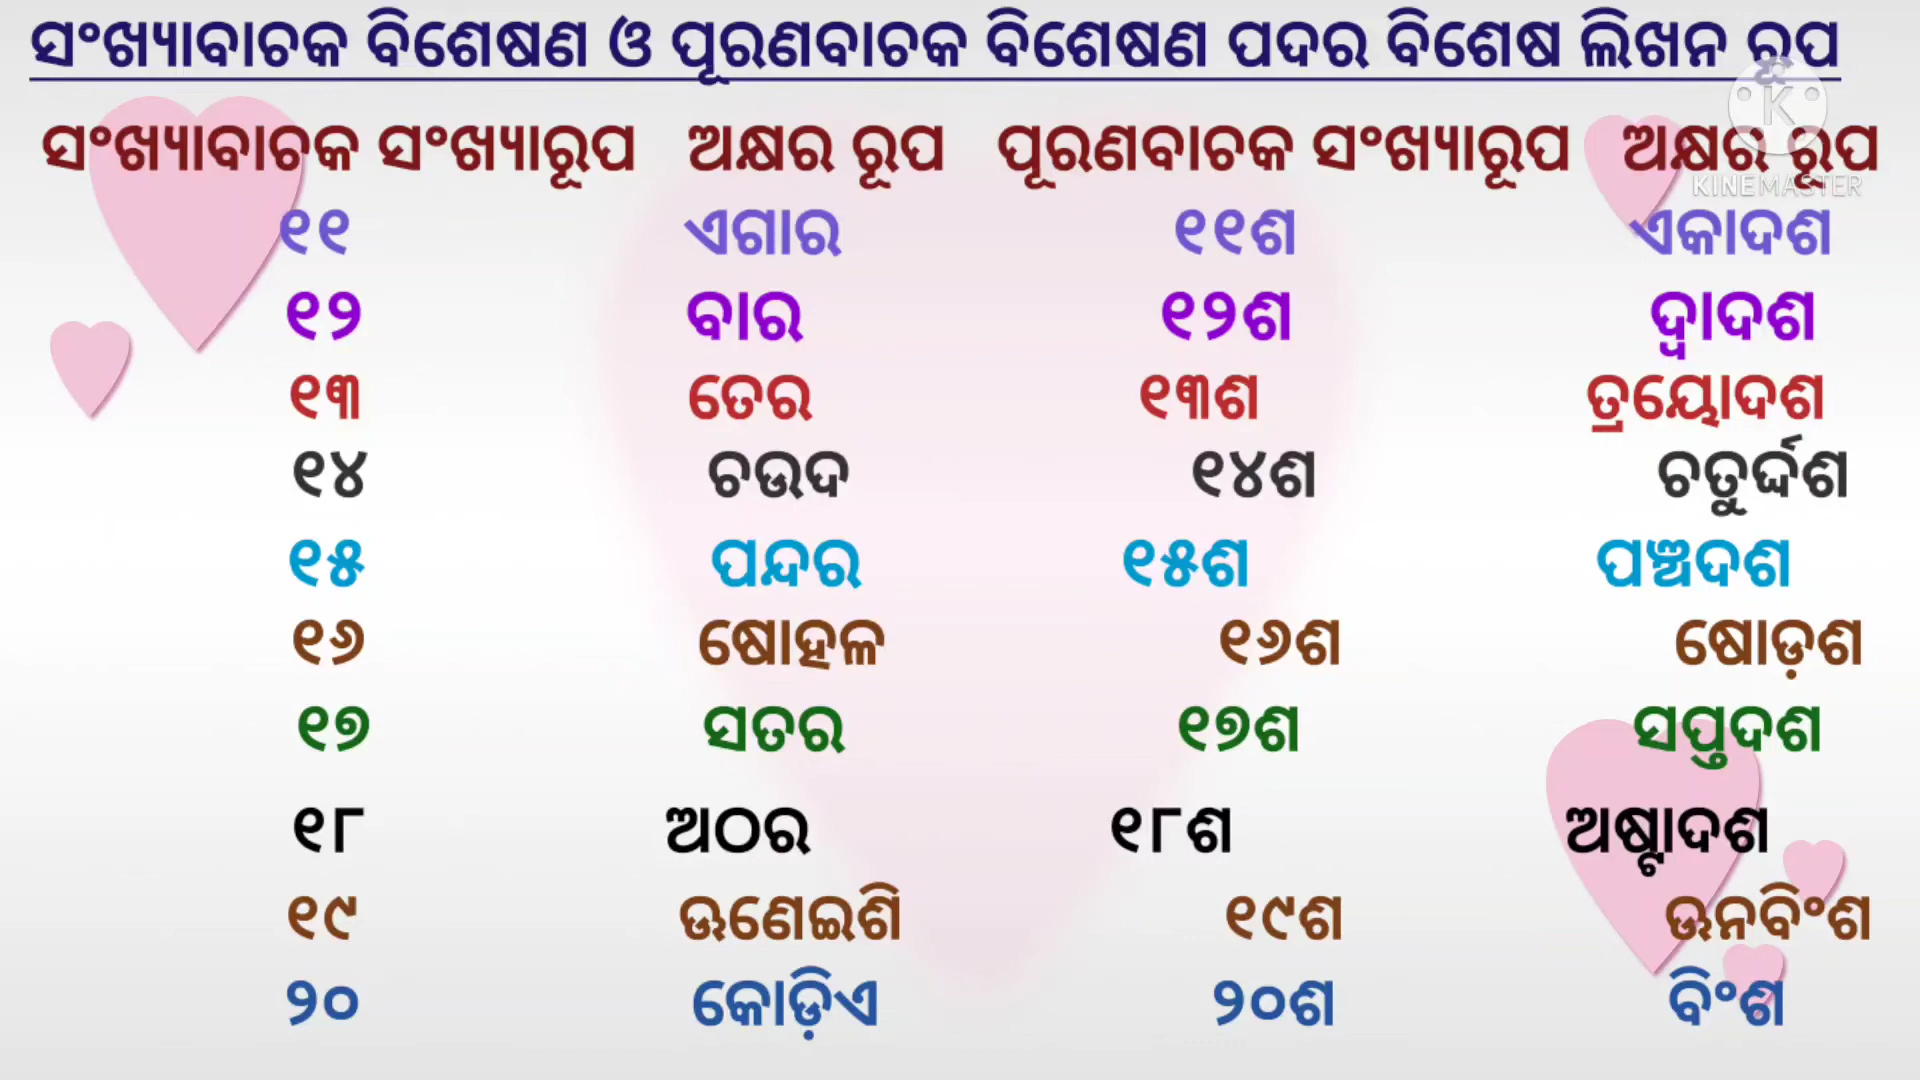 ସଂଖ୍ୟାବାଚକ ବିଶେଷଣ ଓ ପୂରଣବାଚକ ବିଶେଷଣ ପଦର ବିଶେଷ ଲିଖନ ରୂପ
ସଂଖ୍ୟାବାଚକ ସଂଖ୍ୟାରୂପ ଅକ୍ଷର ରୂପ ପୂରଣବାଚକ ସଂଖ୍ୟାରୂପ ଅକ୍ଷର ରୂପ
KINEMASTER
୧୧ ଏଗାର ୧୧ଶ ଏକାଦଶ
୧୨ ବାର ୧୨ଶ ଦ୍ୱାଦଶ
୧୩ ତେର ୧୩ଶ ତ୍ରୟୋଦଶ
୧୪ ଚଉଦ ୧୪ଶ ଚତୁର୍ଦ୍ଦଶ
୧୫ ପନ୍ଦର ୧୫ଶ ପଞ୍ଚଦଶ
୧୬ ଷୋହଳ ୧୬ଶ ଷୋଡ଼ଶ
୧୭ ସତର ୧୭ଶ ସପ୍ତଦଶ
୧୮ ଅଠର ୧୮ଶ ଅଷ୍ଟାଦଶ
୧୯ ଊଣେଇଶି ୧୯ଶ ଊନବିଂଶ
୨୦ କୋଡ଼ିଏ ୨୦ଶ ବିଂଶ